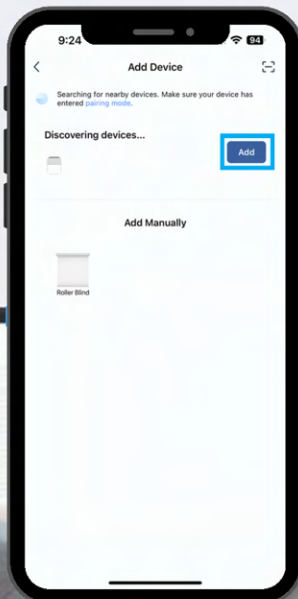 9:24
94
Add Device
Searching for nearby devices. Make sure your device has
entered pairing mode.
Discovering devices...
Add
Add Manually
Roller Blind